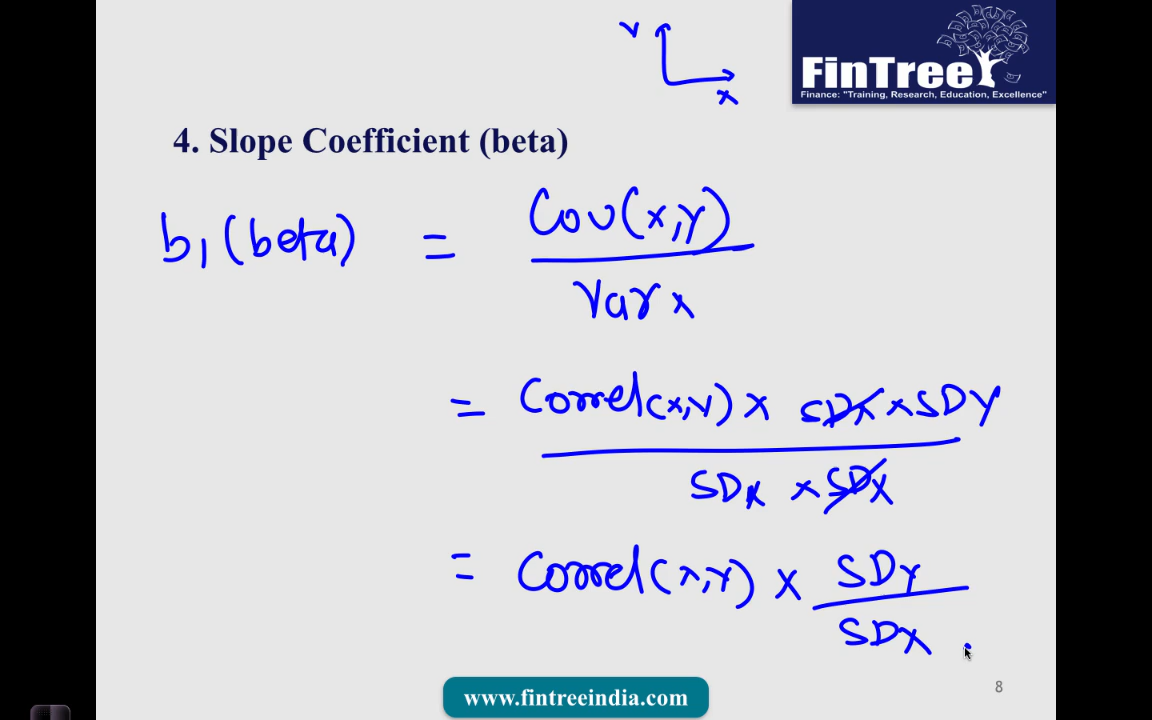 Y
X
FinTree
Finance: "Training, Research, Education, Excellence"
4. Slope Coefficient (beta)
b1 (beta) = Cov(x,y)
Var x
= Correl(x,y) x SDX x SDY
SDX x SDX
= Correl(x,y) x SDY
SDX
8
www.fintreeindia.com